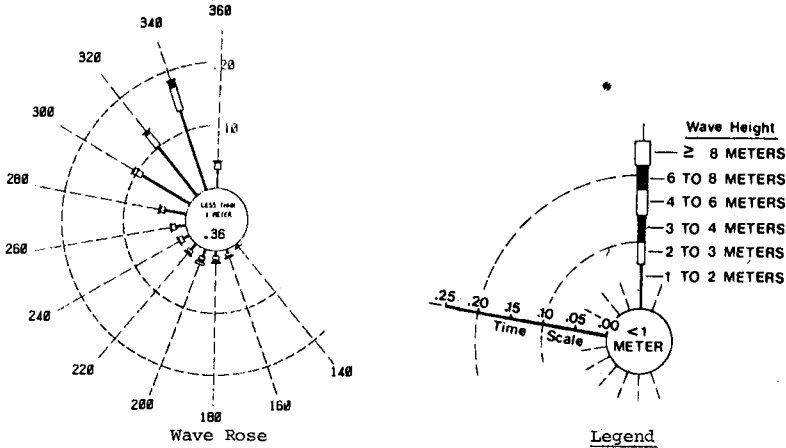 360
340
320
300
280
260
240
220
200
180
160
140
.20
.10
LESS THAN
1 METER
.36
Wave Rose
Wave Height
≥ 8 METERS
6 TO 8 METERS
4 TO 6 METERS
3 TO 4 METERS
2 TO 3 METERS
1 TO 2 METERS
.25 .20 .15 .10 .05 .00
Time Scale
<1
METER
Legend